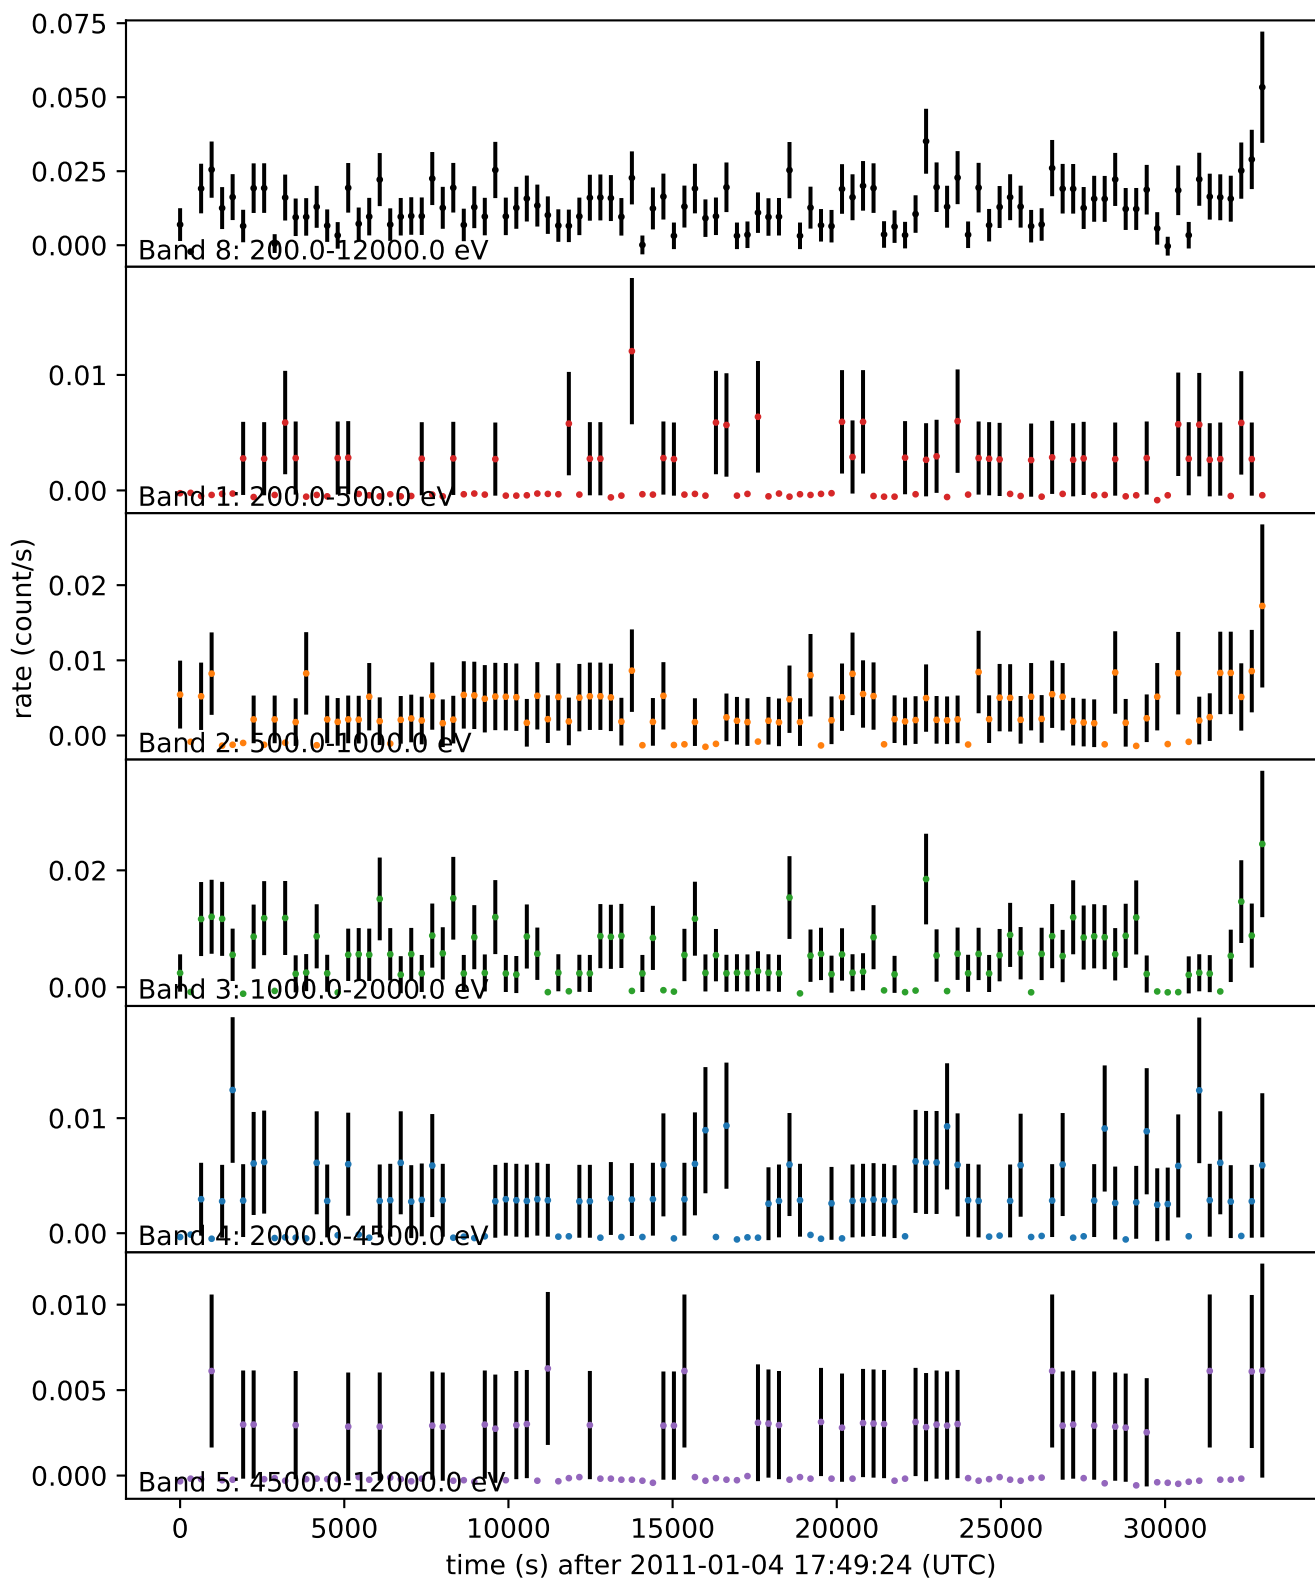 0.075
0.050
0.025
0.000
Band 8: 200.0-12000.0 eV
0.01
0.00
Band 1: 200.0-500.0 eV
rate (count/s)
0.02
0.01
0.00
Band 2: 500.0-1000.0 eV
0.02
0.00
Band 3: 1000.0-2000.0 eV
0.01
0.00
Band 4: 2000.0-4500.0 eV
0.010
0.005
0.000
Band 5: 4500.0-12000.0 eV
0 5000 10000 15000 20000 25000 30000
time (s) after 2011-01-04 17:49:24 (UTC)